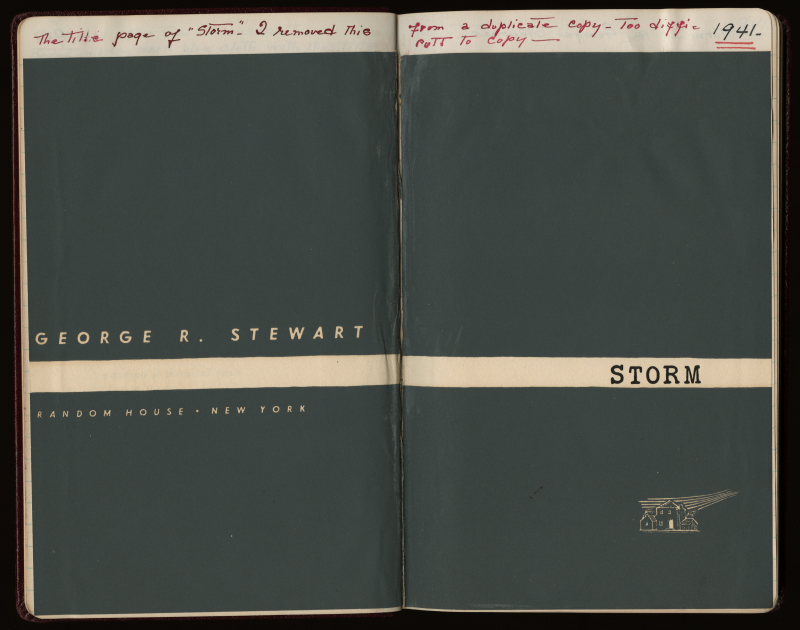 The Title page of "Storm". I removed this
from a duplicate copy - Too diffi-
cult to copy —
1941-
GEORGE R. STEWART
STORM
RANDOM HOUSE • NEW YORK